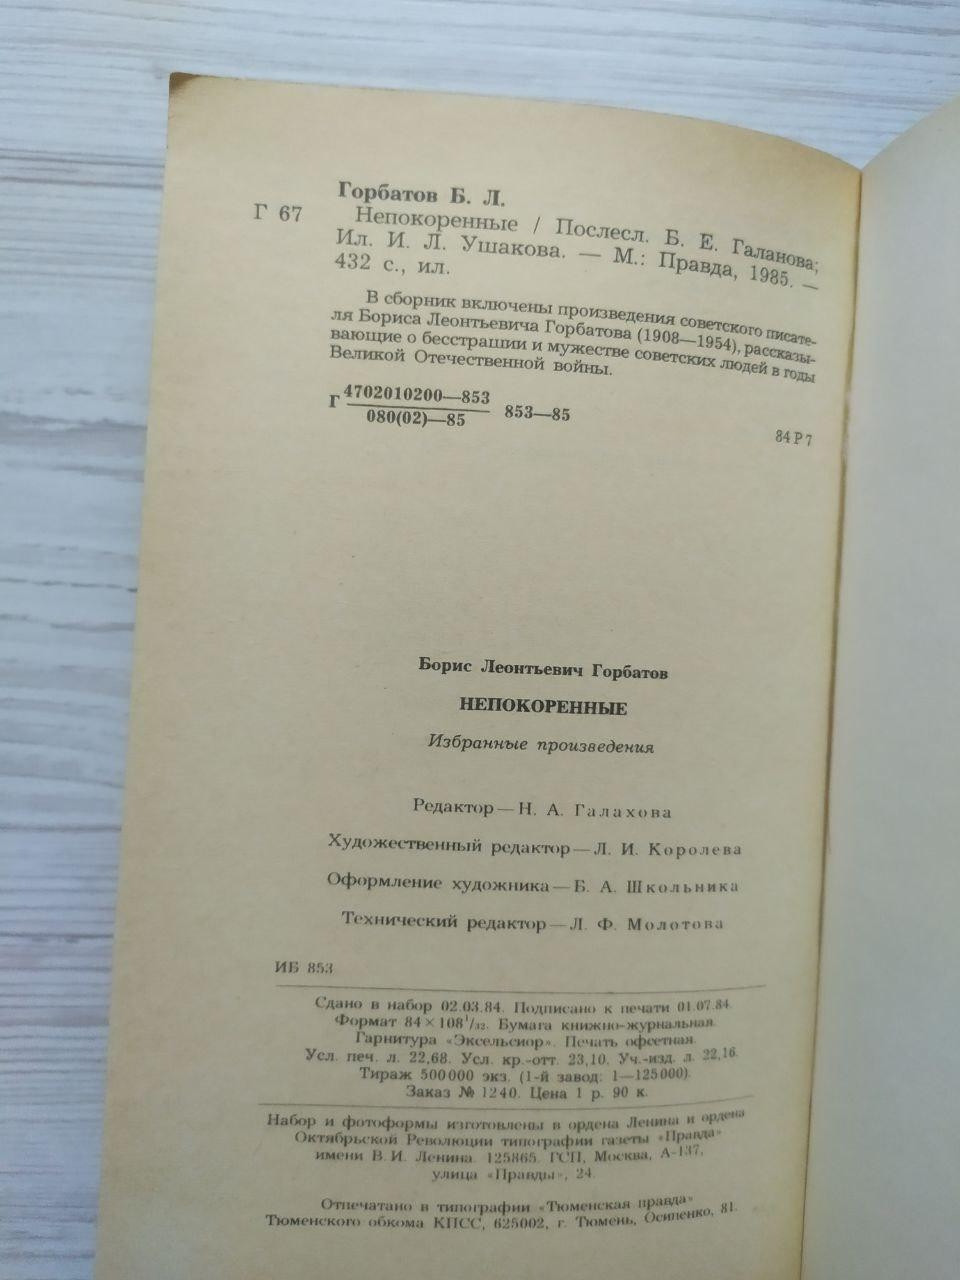 Горбатов Б. Л.
Г 67 Непокоренные / Послесл. Б. Е. Галанова;
Ил. И. Л. Ушакова. — М.: Правда, 1985. —
432 с., ил.
В сборник включены произведения советского писате-
ля Бориса Леонтьевича Горбатова (1908—1954), рассказы-
вающие о бесстрашии и мужестве советских людей в годы
Великой Отечественной войны.
Г 4702010200—853
080(02)—85 853—85
84 Р 7
Борис Леонтьевич Горбатов
НЕПОКОРЕННЫЕ
Избранные произведения
Редактор — Н. А. Галахова
Художественный редактор — Л. И. Королева
Оформление художника — Б. А. Школьника
Технический редактор — Л. Ф. Молотова
ИБ 853
Сдано в набор 02.03.84. Подписано к печати 01.07.84.
Формат 84×108¹/₃₂. Бумага книжно-журнальная.
Гарнитура «Эксельсиор». Печать офсетная.
Усл. печ. л. 22,68. Усл. кр.-отт. 23,10. Уч.-изд. л. 22,16.
Тираж 500000 экз. (1-й завод: 1—125000).
Заказ № 1240. Цена 1 р. 90 к.
Набор и фотоформы изготовлены в ордена Ленина и ордена
Октябрьской Революции типографии газеты «Правда»
имени В. И. Ленина. 125865. ГСП, Москва, А-137,
улица «Правды», 24.
Отпечатано в типографии «Тюменская правда»
Тюменского обкома КПСС, 625002, г. Тюмень, Осипенко, 81.